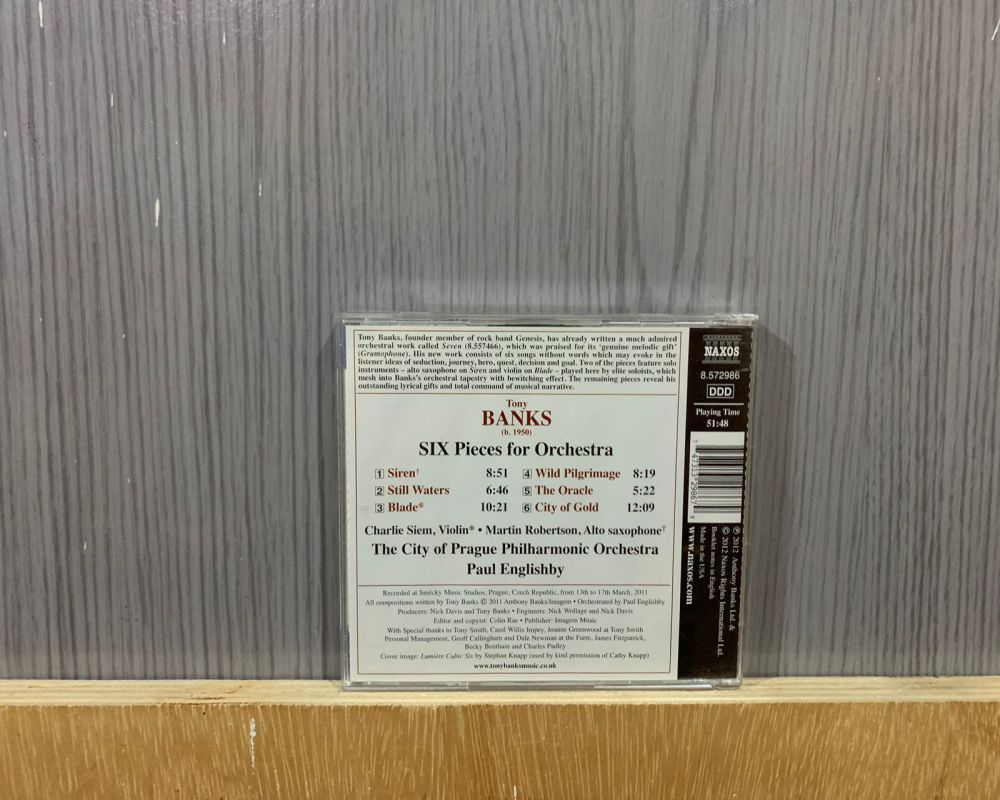 Tony Banks, founder member of rock band Genesis, has already written a much admired
orchestral work called Seven (8.557466), which was praised for its ‘genuine melodic gift’
(Gramophone). His new work consists of six songs without words which may evoke in the
listener ideas of seduction, journey, hero, quest, decision and goal. Two of the pieces feature solo
instruments – alto saxophone on Siren and violin on Blade – played here by elite soloists, which
mesh into Banks's orchestral tapestry with bewitching effect. The remaining pieces reveal his
outstanding lyrical gifts and total command of musical narrative.
Tony
BANKS
(b. 1950)
SIX Pieces for Orchestra
1 Siren† 8:51
2 Still Waters 6:46
3 Blade* 10:21
4 Wild Pilgrimage 8:19
5 The Oracle 5:22
6 City of Gold 12:09
Charlie Siem, Violin* • Martin Robertson, Alto saxophone†
The City of Prague Philharmonic Orchestra
Paul Englishby
Recorded at Smécky Music Studios, Prague, Czech Republic, from 13th to 17th March, 2011
All compositions written by Tony Banks © 2011 Anthony Banks/Imagem • Orchestrated by Paul Englishby
Producers: Nick Davis and Tony Banks • Engineers: Nick Wollage and Nick Davis
Editor and copyist: Colin Rae • Publisher: Imagem Music
With Special thanks to Tony Smith, Carol Willis Impey, Joanne Greenwood at Tony Smith
Personal Management, Geoff Callingham and Dale Newman at the Farm, James Fitzpatrick,
Becky Bentham and Charles Padley
Cover image: Lumière Cubic Six by Stephan Knapp (used by kind permission of Cathy Knapp)
www.tonybanksmusic.co.uk
NAXOS
8.572986
DDD
Playing Time
51:48
7 47313 29867 3
℗ 2012 Anthony Banks Ltd. &
© 2012 Naxos Rights International Ltd.
Booklet notes in English
Made in the USA
www.naxos.com